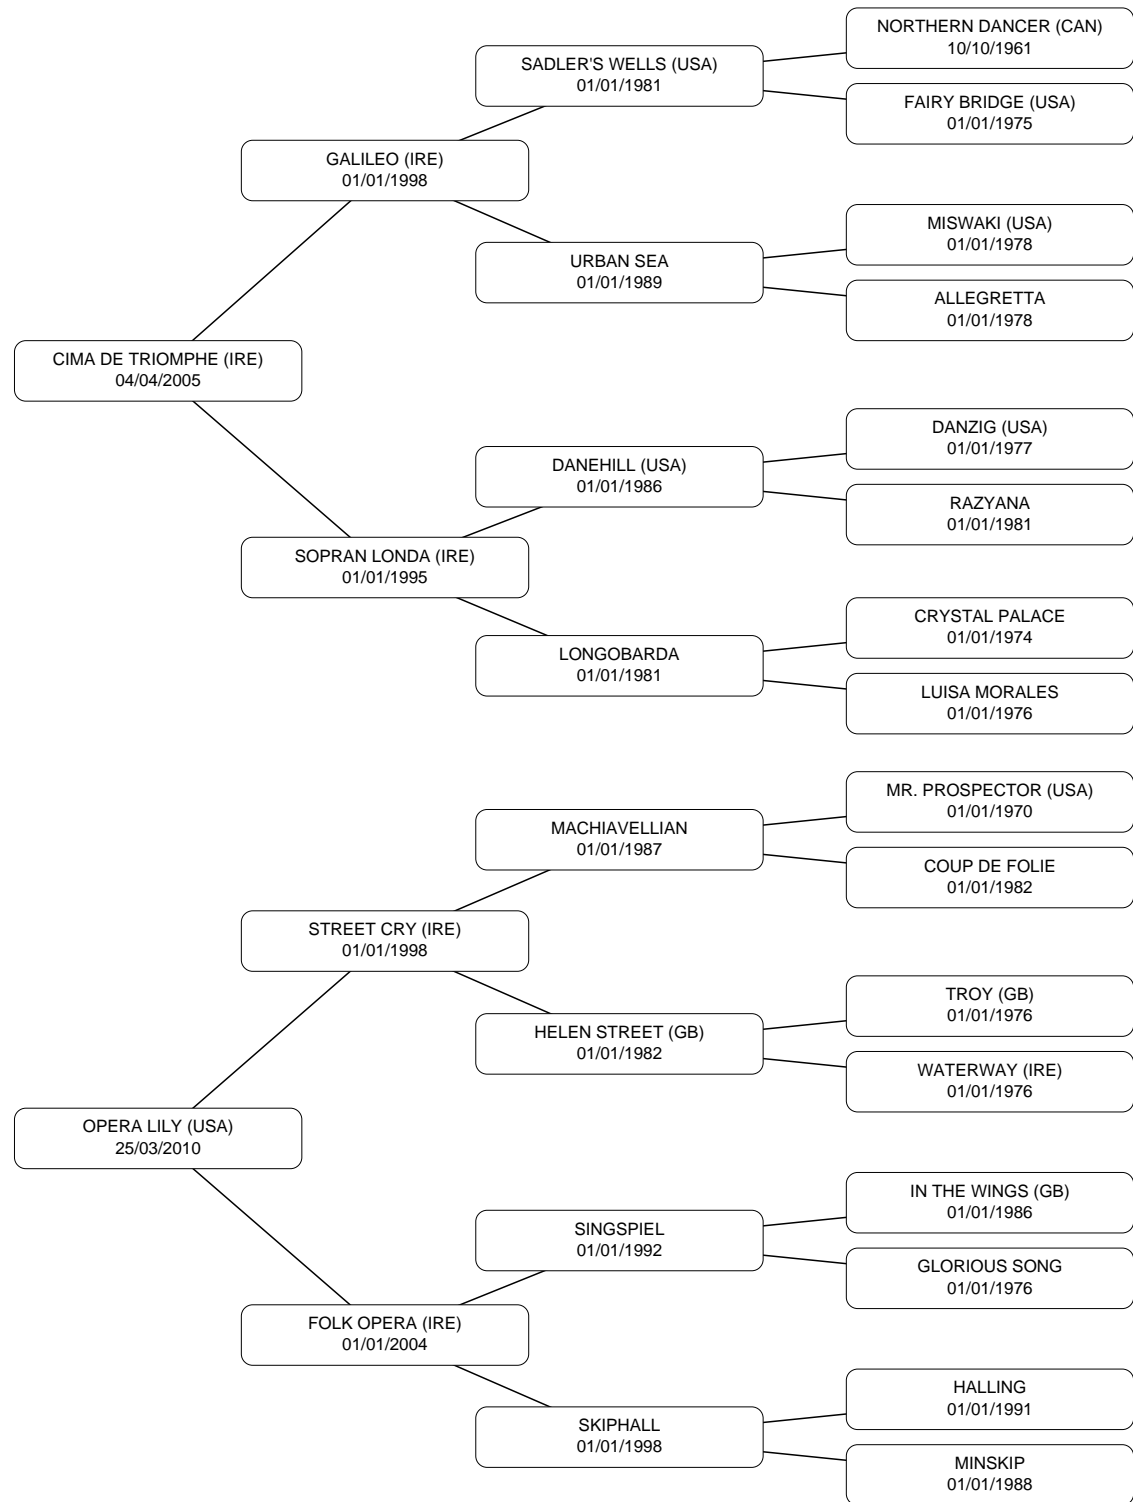 NORTHERN DANCER (CAN)
10/10/1961
SADLER'S WELLS (USA)
01/01/1981
FAIRY BRIDGE (USA)
01/01/1975
GALILEO (IRE)
01/01/1998
MISWAKI (USA)
01/01/1978
URBAN SEA
01/01/1989
ALLEGRETTA
01/01/1978
CIMA DE TRIOMPHE (IRE)
04/04/2005
DANZIG (USA)
01/01/1977
DANEHILL (USA)
01/01/1986
RAZYANA
01/01/1981
SOPRAN LONDA (IRE)
01/01/1995
CRYSTAL PALACE
01/01/1974
LONGOBARDA
01/01/1981
LUISA MORALES
01/01/1976
MR. PROSPECTOR (USA)
01/01/1970
MACHIAVELLIAN
01/01/1987
COUP DE FOLIE
01/01/1982
STREET CRY (IRE)
01/01/1998
TROY (GB)
01/01/1976
HELEN STREET (GB)
01/01/1982
WATERWAY (IRE)
01/01/1976
OPERA LILY (USA)
25/03/2010
IN THE WINGS (GB)
01/01/1986
SINGSPIEL
01/01/1992
GLORIOUS SONG
01/01/1976
FOLK OPERA (IRE)
01/01/2004
HALLING
01/01/1991
SKIPHALL
01/01/1998
MINSKIP
01/01/1988